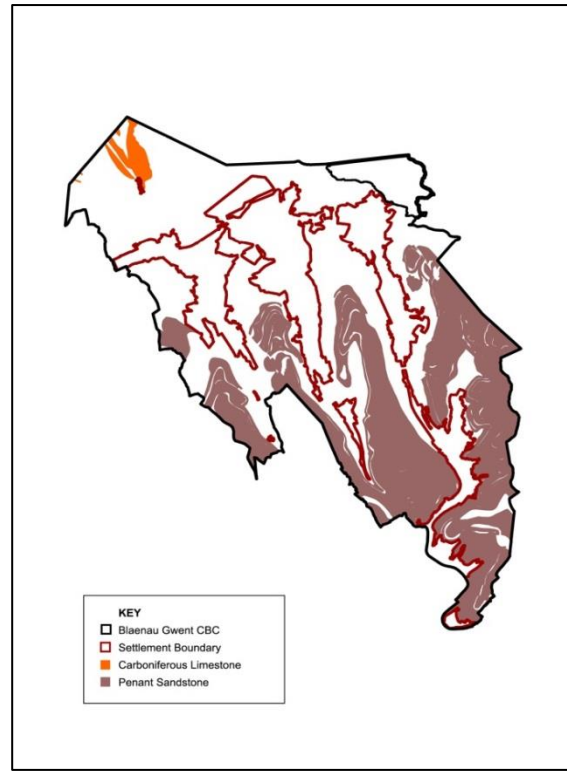 KEY
Blaenau Gwent CBC
Settlement Boundary
Carboniferous Limestone
Penant Sandstone